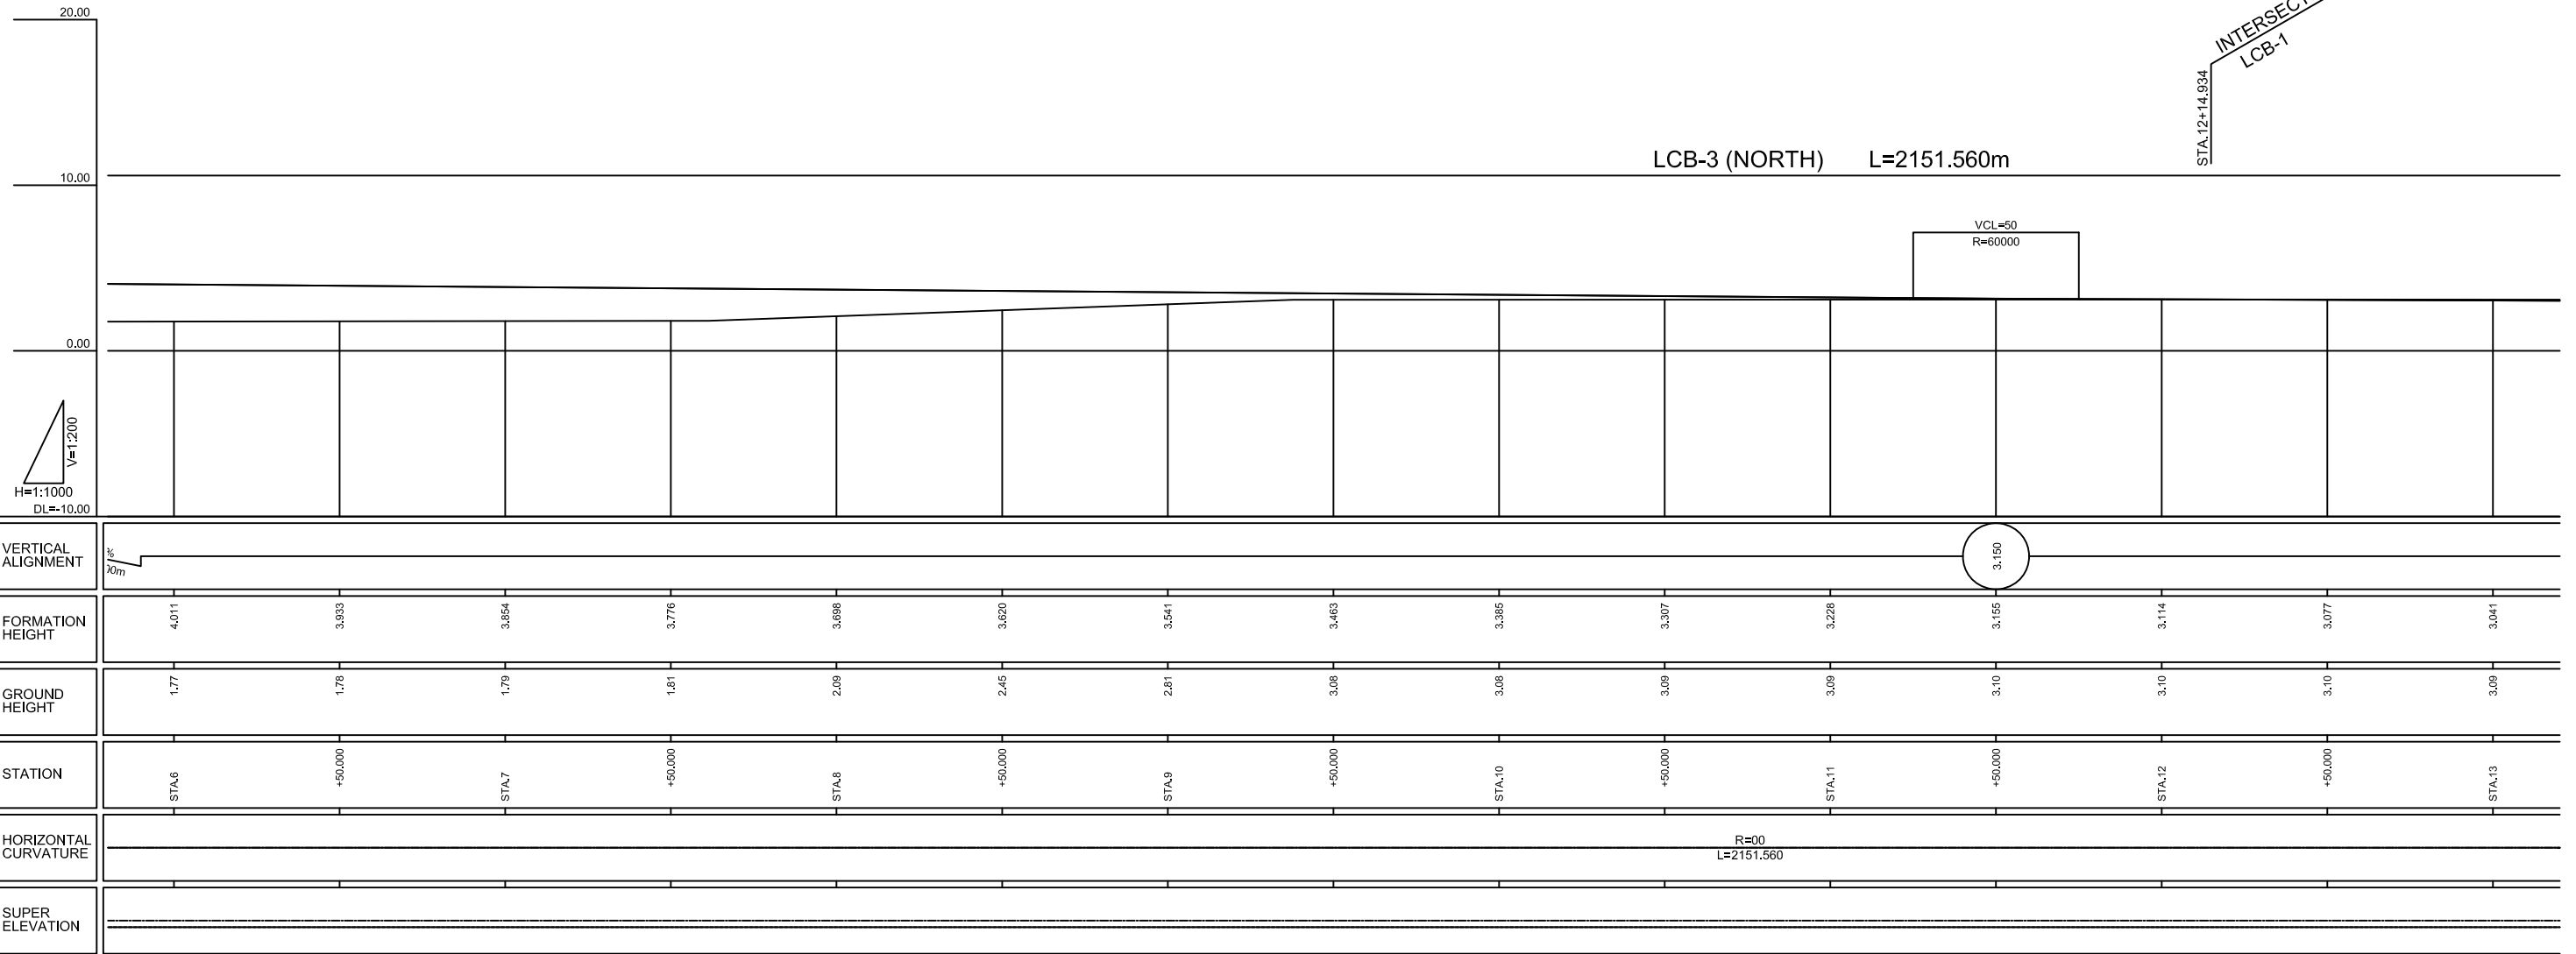 20.00
INTERSECT
LCB-1
STA.12+14.934
LCB-3 (NORTH) L=2151.560m
10.00
VCL=50
R=60000
0.00
V=1:200
H=1:1000
DL=-10.00
VERTICAL
ALIGNMENT
%
00m
3.150
FORMATION
HEIGHT
4.011 3.933 3.854 3.776 3.698 3.620 3.541 3.463 3.385 3.307 3.228 3.155 3.114 3.077 3.041
GROUND
HEIGHT
1.77 1.78 1.79 1.81 2.09 2.45 2.81 3.08 3.08 3.09 3.09 3.10 3.10 3.10 3.09
STATION
STA.6 +50.000 STA.7 +50.000 STA.8 +50.000 STA.9 +50.000 STA.10 +50.000 STA.11 +50.000 STA.12 +50.000 STA.13
HORIZONTAL
CURVATURE
R=00
L=2151.560
SUPER
ELEVATION